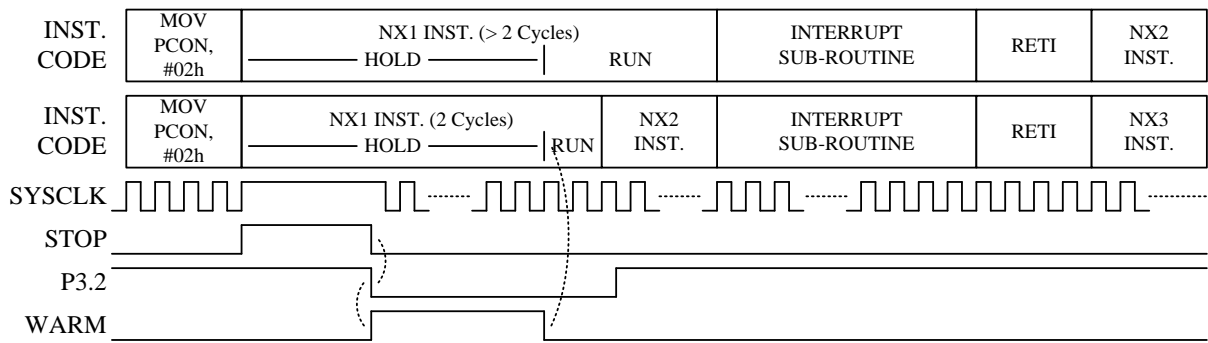 INST.
CODE
MOV
PCON,
#02h
NX1 INST. (> 2 Cycles)
HOLD
RUN
INTERRUPT
SUB-ROUTINE
RETI
NX2
INST.
INST.
CODE
MOV
PCON,
#02h
NX1 INST. (2 Cycles)
HOLD
RUN
NX2
INST.
INTERRUPT
SUB-ROUTINE
RETI
NX3
INST.
SYSCLK
STOP
P3.2
WARM